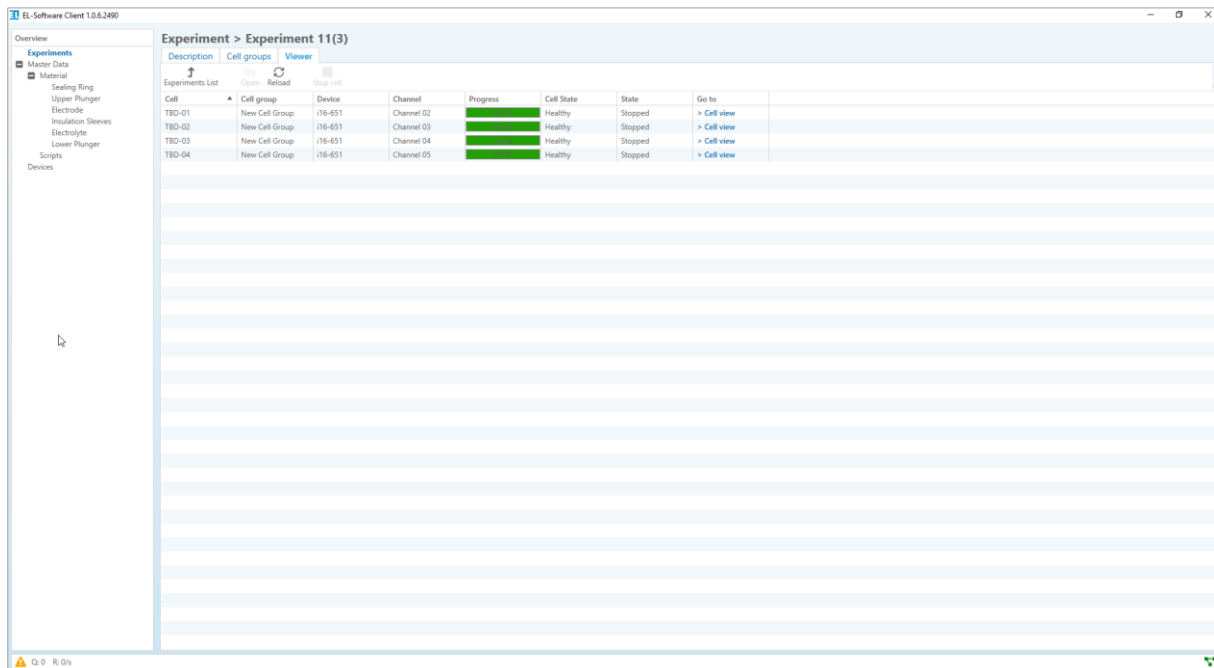 EL EL-Software Client 1.0.6.2490
Overview
Experiments
Master Data
Material
Sealing Ring
Upper Plunger
Electrode
Insulation Sleeves
Electrolyte
Lower Plunger
Scripts
Devices
Experiment > Experiment 11(3)
Description Cell groups Viewer
Experiments List Open Reload Stop cell
Cell Cell group Device Channel Progress Cell State State Go to
TBD-01 New Cell Group i16-651 Channel 02 Healthy Stopped > Cell view
TBD-02 New Cell Group i16-651 Channel 03 Healthy Stopped > Cell view
TBD-03 New Cell Group i16-651 Channel 04 Healthy Stopped > Cell view
TBD-04 New Cell Group i16-651 Channel 05 Healthy Stopped > Cell view
Q: 0 R: 0/s